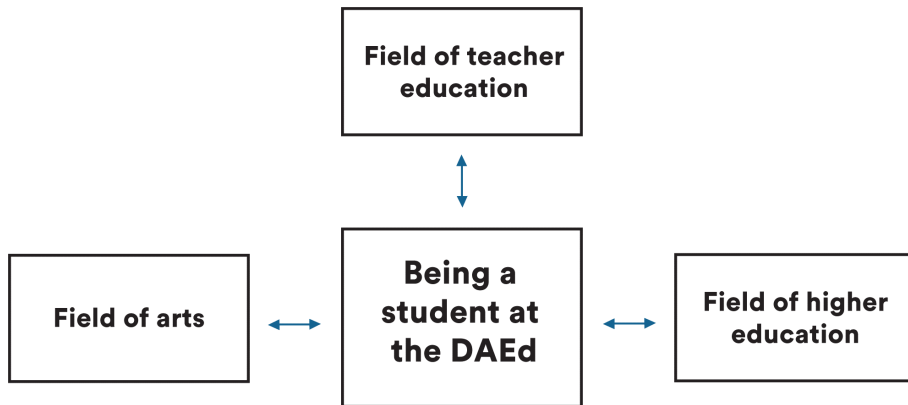 Field of teacher
education
Field of arts
Being a
student at
the DAEd
Field of higher
education